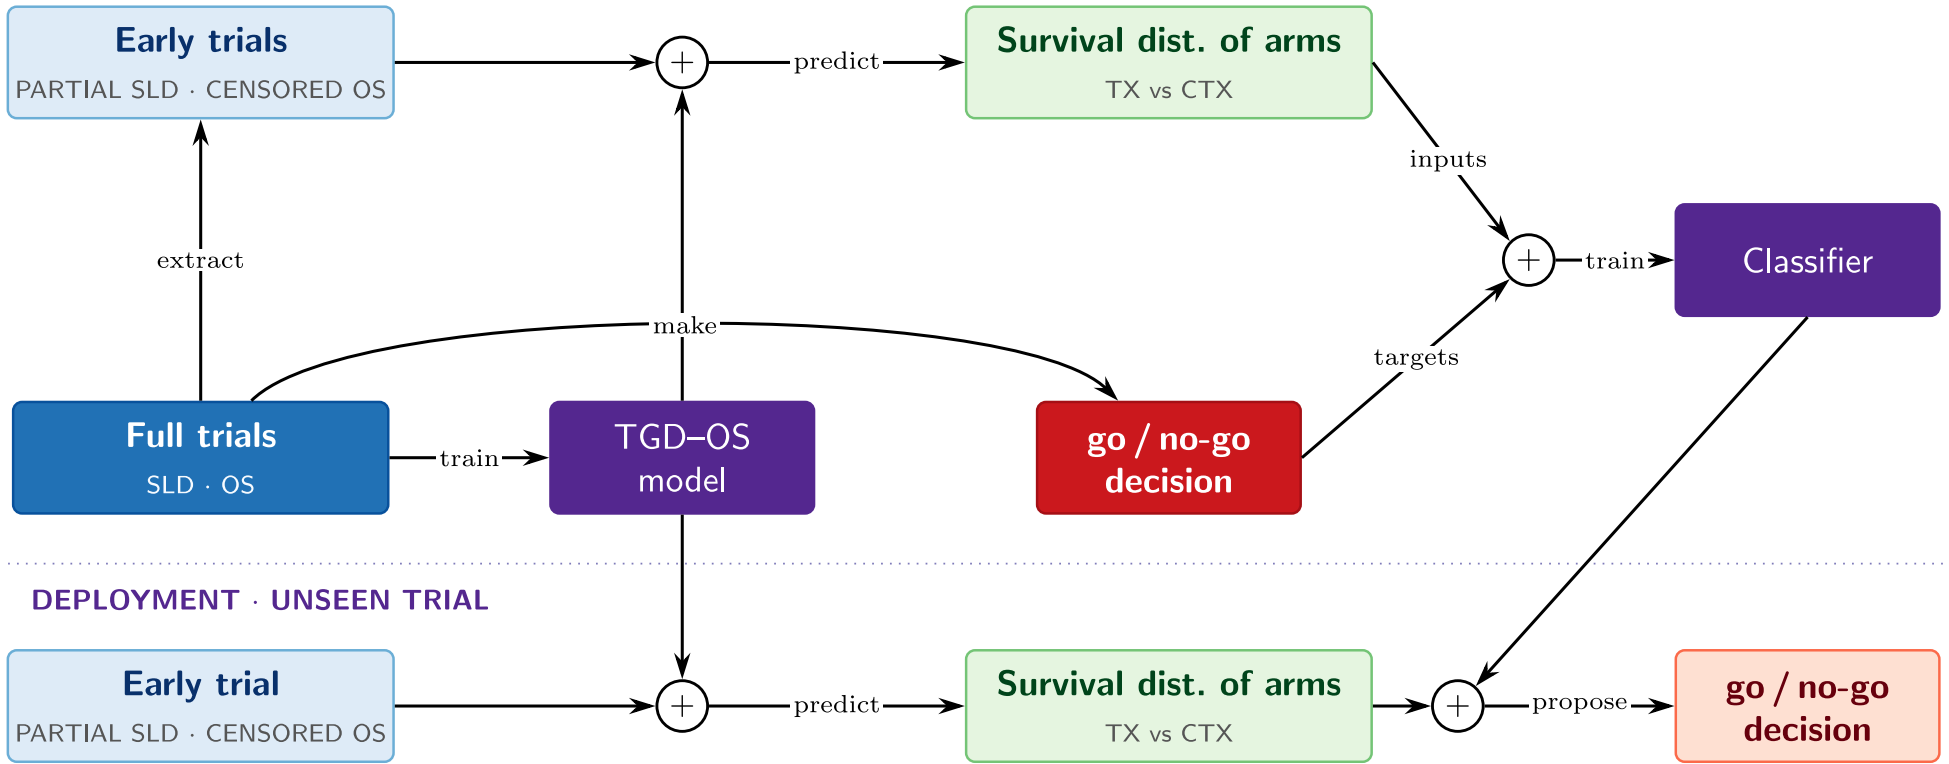 Early trials
PARTIAL SLD · CENSORED OS
+
predict
Survival dist. of arms
TX vs CTX
inputs
extract
+
train
Classifier
make
targets
Full trials
SLD · OS
train
TGD–OS
model
go / no-go
decision
DEPLOYMENT · UNSEEN TRIAL
Early trial
PARTIAL SLD · CENSORED OS
+
predict
Survival dist. of arms
TX vs CTX
+
propose
go / no-go
decision